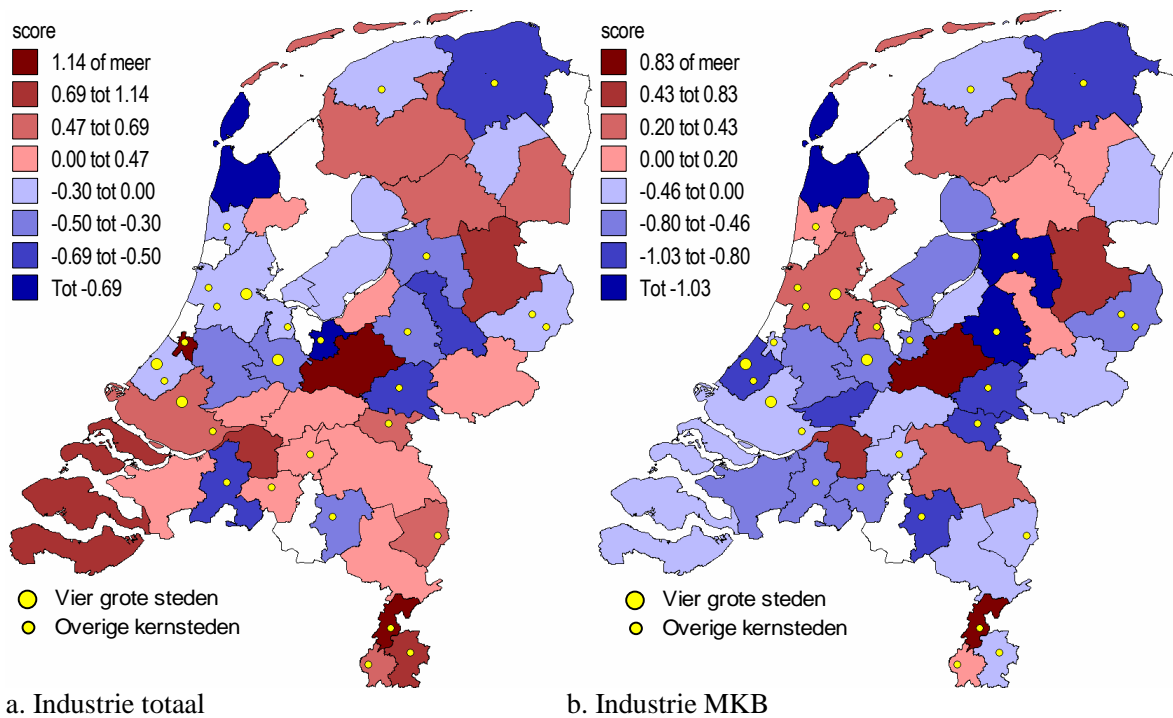 score
1.14 of meer
0.69 tot 1.14
0.47 tot 0.69
0.00 tot 0.47
-0.30 tot 0.00
-0.50 tot -0.30
-0.69 tot -0.50
Tot -0.69
Vier grote steden
Overige kernsteden
a. Industrie totaal
score
0.83 of meer
0.43 tot 0.83
0.20 tot 0.43
0.00 tot 0.20
-0.46 tot 0.00
-0.80 tot -0.46
-1.03 tot -0.80
Tot -1.03
Vier grote steden
Overige kernsteden
b. Industrie MKB